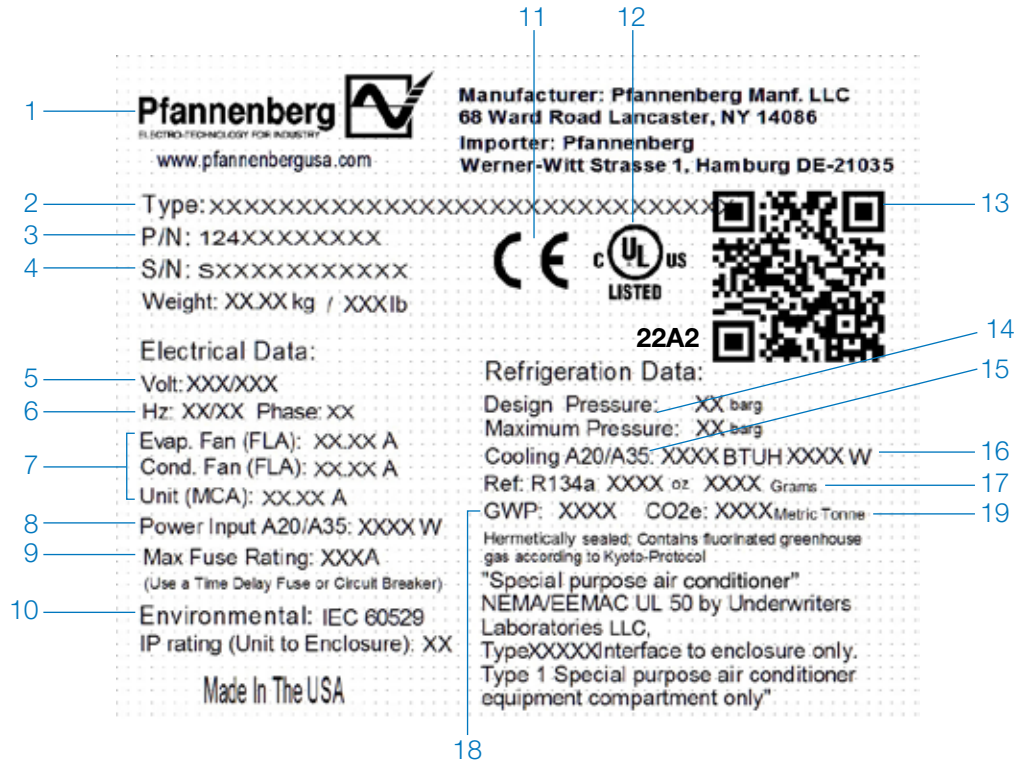 11
12
1
Pfannenberg
ELECTRO-TECHNOLOGY FOR INDUSTRY
www.pfannenbergusa.com
Manufacturer: Pfannenberg Manf. LLC
68 Ward Road Lancaster, NY 14086
Importer: Pfannenberg
Werner-Witt Strasse 1, Hamburg DE-21035
2
Type:XXXXXXXXXXXXXXXXXXXXXXXXXXXXXXX
13
3
P/N: 124XXXXXXXX
4
S/N: SXXXXXXXXXXX
Weight: XX.XX kg / XXX lb
CE
C UL US
LISTED
22A2
14
15
Electrical Data:
5
Volt: XXX/XXX
6
Hz: XX/XX Phase: XX
7
Evap. Fan (FLA): XX.XX A
Cond. Fan (FLA): XX.XX A
Unit (MCA): XX.XX A
8
Power Input A20/A35: XXXX W
9
Max Fuse Rating: XXXA
(Use a Time Delay Fuse or Circuit Breaker)
10
Environmental: IEC 60529
IP rating (Unit to Enclosure): XX
Made In The USA
Refrigeration Data:
Design Pressure: XX barg
Maximum Pressure: XX barg
Cooling A20/A35: XXXX BTUH XXXX W
16
Ref: R134a XXXX oz XXXX Grams
17
GWP: XXXX CO2e: XXXX Metric Tonne
19
Hermetically sealed; Contains fluorinated greenhouse
gas according to Kyoto-Protocol
"Special purpose air conditioner"
NEMA/EEMAC UL 50 by Underwriters
Laboratories LLC,
TypeXXXXXInterface to enclosure only.
Type 1 Special purpose air conditioner
equipment compartment only"
18